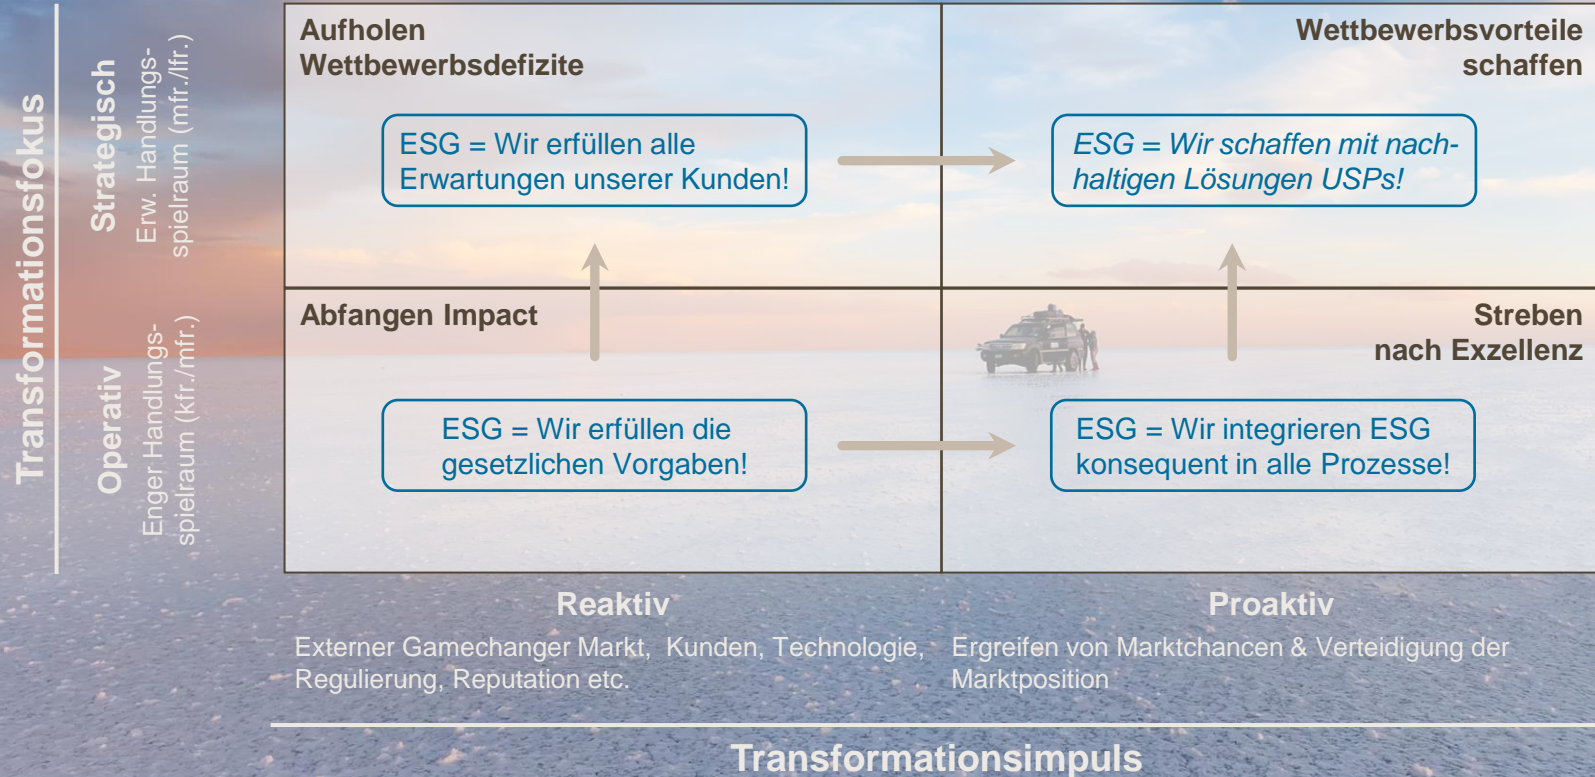 Transformationsfokus
Strategisch
Erw. Handlungs-
spielraum (mfr./lfr.)
Operativ
Enger Handlungs-
spielraum (kfr./mfr.)
Aufholen
Wettbewerbsdefizite
ESG = Wir erfüllen alle
Erwartungen unserer Kunden!
Wettbewerbsvorteile
schaffen
ESG = Wir schaffen mit nach-
haltigen Lösungen USPs!
Abfangen Impact
ESG = Wir erfüllen die
gesetzlichen Vorgaben!
Streben
nach Exzellenz
ESG = Wir integrieren ESG
konsequent in alle Prozesse!
Reaktiv
Externer Gamechanger Markt, Kunden, Technologie,
Regulierung, Reputation etc.
Proaktiv
Ergreifen von Marktchancen & Verteidigung der
Marktposition
Transformationsimpuls